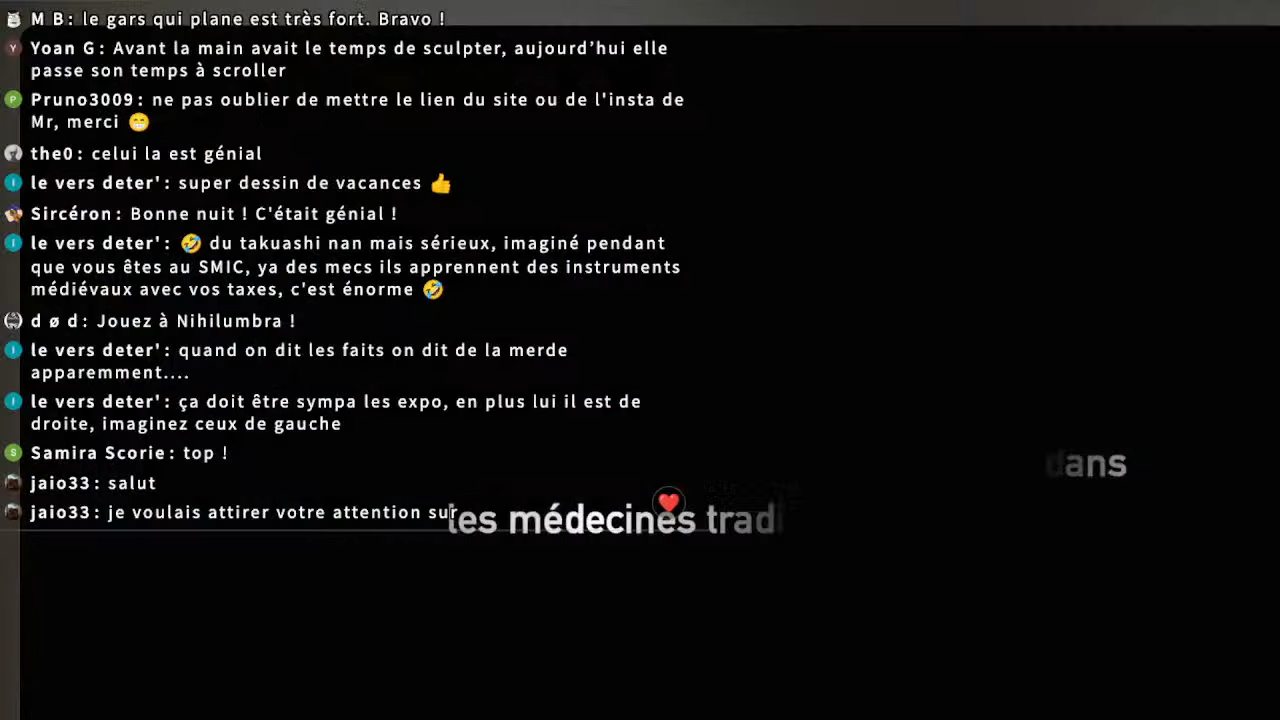 M B: le gars qui plane est très fort. Bravo !
Y Yoan G: Avant la main avait le temps de sculpter, aujourd’hui elle
passe son temps à scroller
P Pruno3009: ne pas oublier de mettre le lien du site ou de l'insta de
Mr, merci 😁
the0: celui la est génial
l le vers deter': super dessin de vacances 👍
Sircéron: Bonne nuit ! C'était génial !
l le vers deter': 🤣 du takuashi nan mais sérieux, imaginé pendant
que vous êtes au SMIC, ya des mecs ils apprennent des instruments
médiévaux avec vos taxes, c'est énorme 🤣
d ø d: Jouez à Nihilumbra !
l le vers deter': quand on dit les faits on dit de la merde
apparemment....
l le vers deter': ça doit être sympa les expo, en plus lui il est de
droite, imaginez ceux de gauche
S Samira Scorie: top !
dans
jaio33: salut
jaio33: je voulais attirer votre attention sur
les médecines tradi